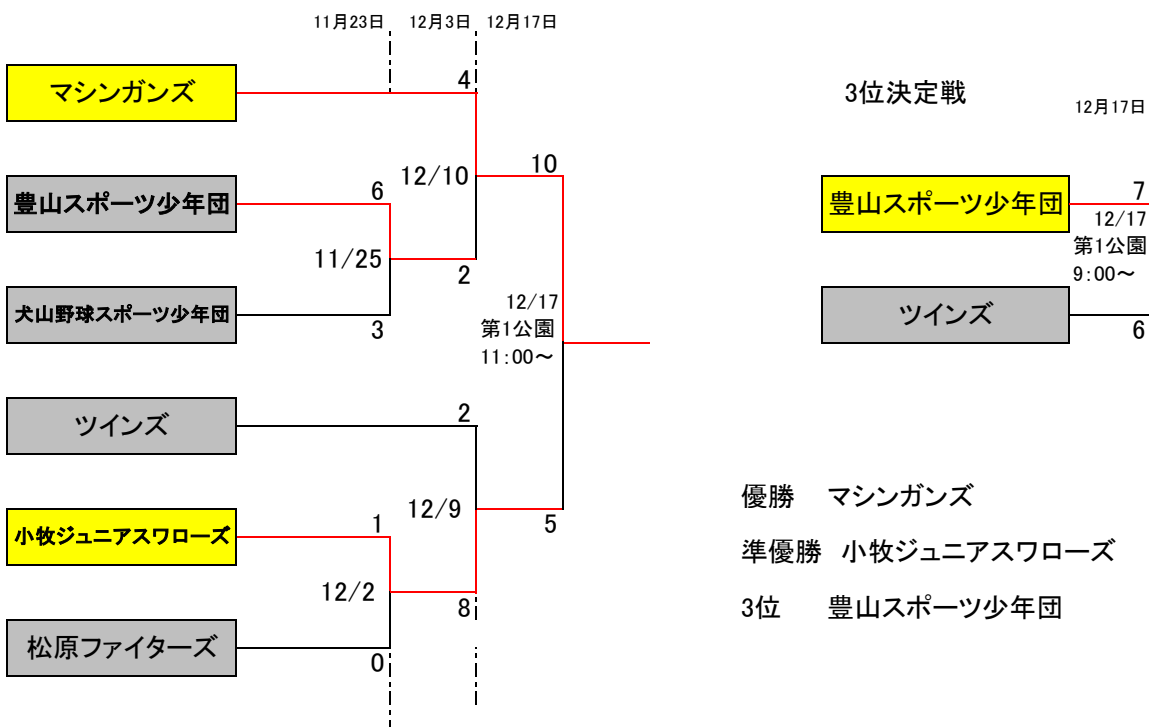 11月23日 12月3日 12月17日
マシンガンズ 4
3位決定戦
12月17日
12/10 10
豊山スポーツ少年団 6
豊山スポーツ少年団 7
12/17
第1公園
9:00～
ツインズ 6
11/25
2
犬山野球スポーツ少年団 3
12/17
第1公園
11:00～
ツインズ 2
12/9
5
小牧ジュニアスワローズ 1
12/2
8
松原ファイターズ 0
優勝 マシンガンズ
準優勝 小牧ジュニアスワローズ
3位 豊山スポーツ少年団